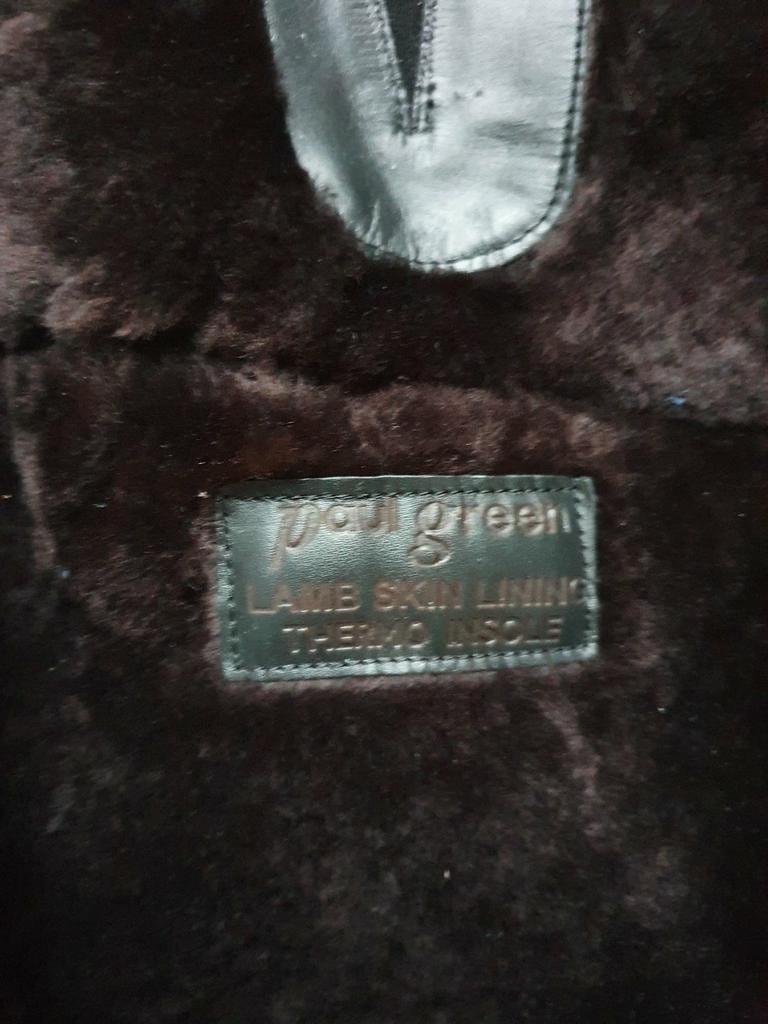 paul green
LAMB SKIN LINING
THERMO INSOLE